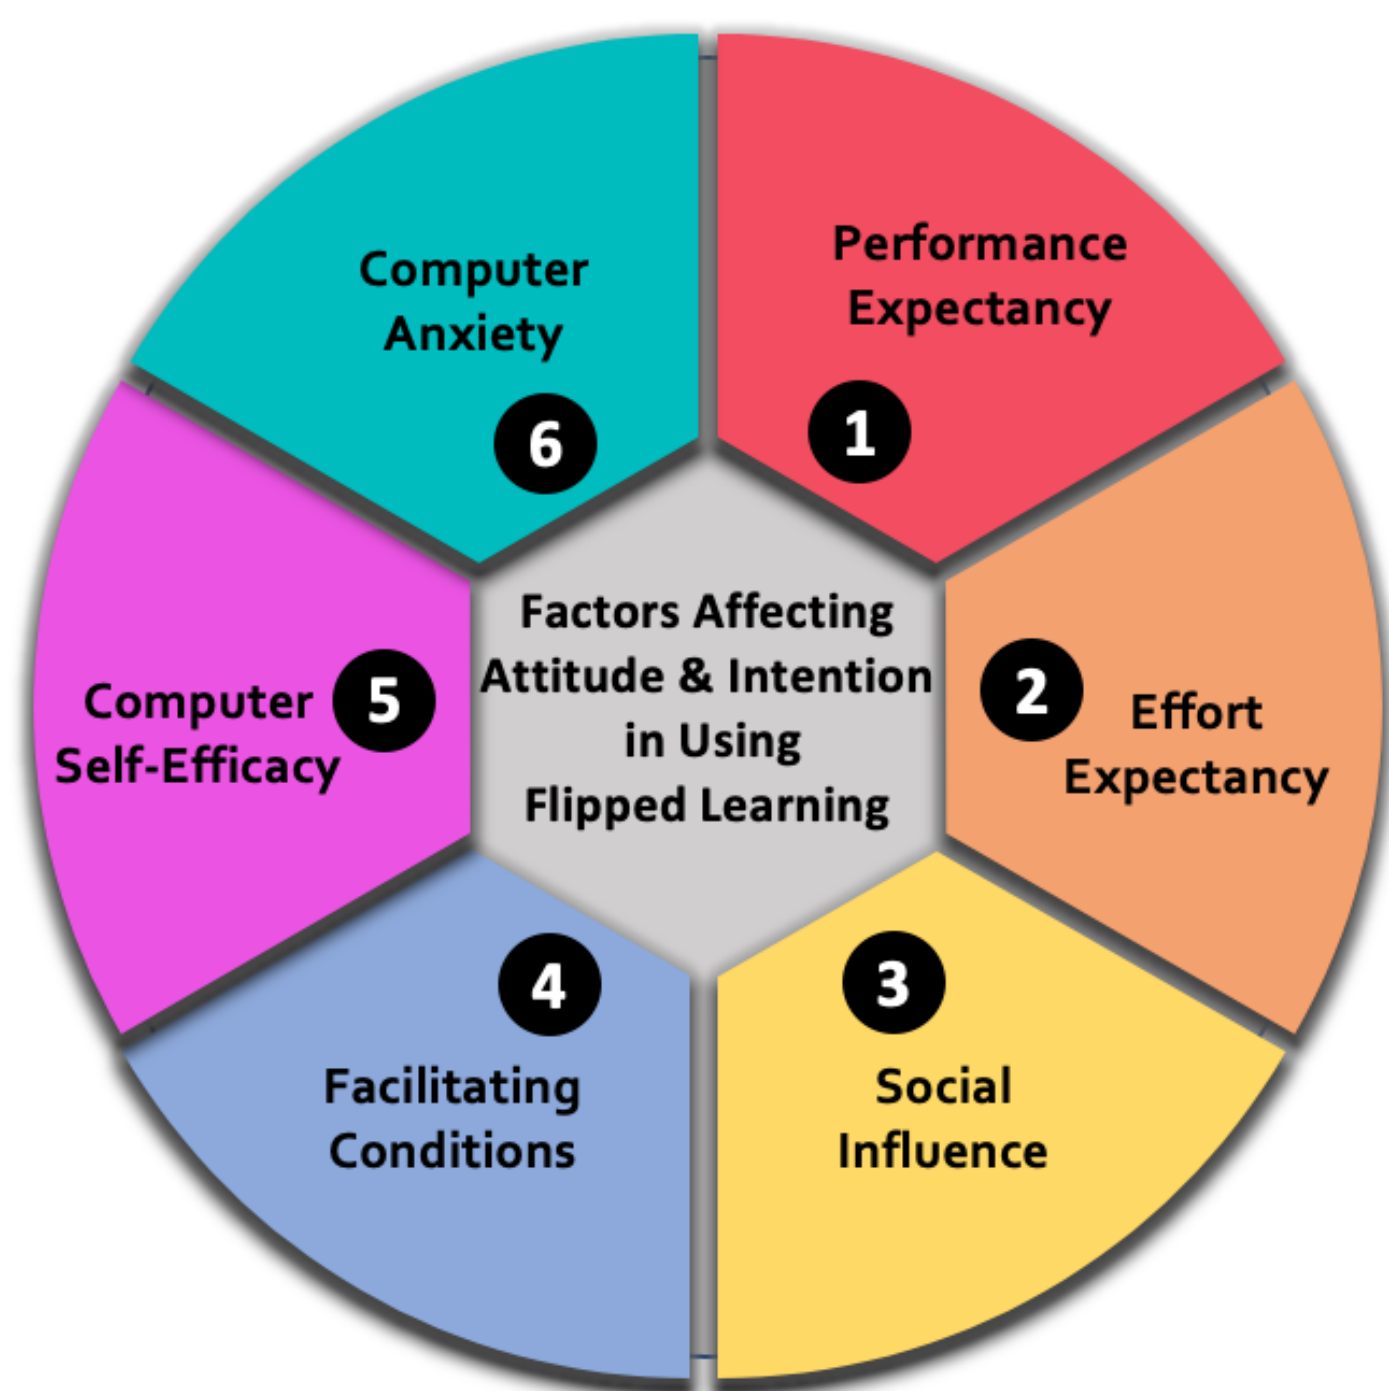 Factors Affecting
Attitude & Intention
in Using
Flipped Learning
Performance
Expectancy
1
2
Effort
Expectancy
3
Social
Influence
4
Facilitating
Conditions
5
Computer
Self-Efficacy
Computer
Anxiety
6